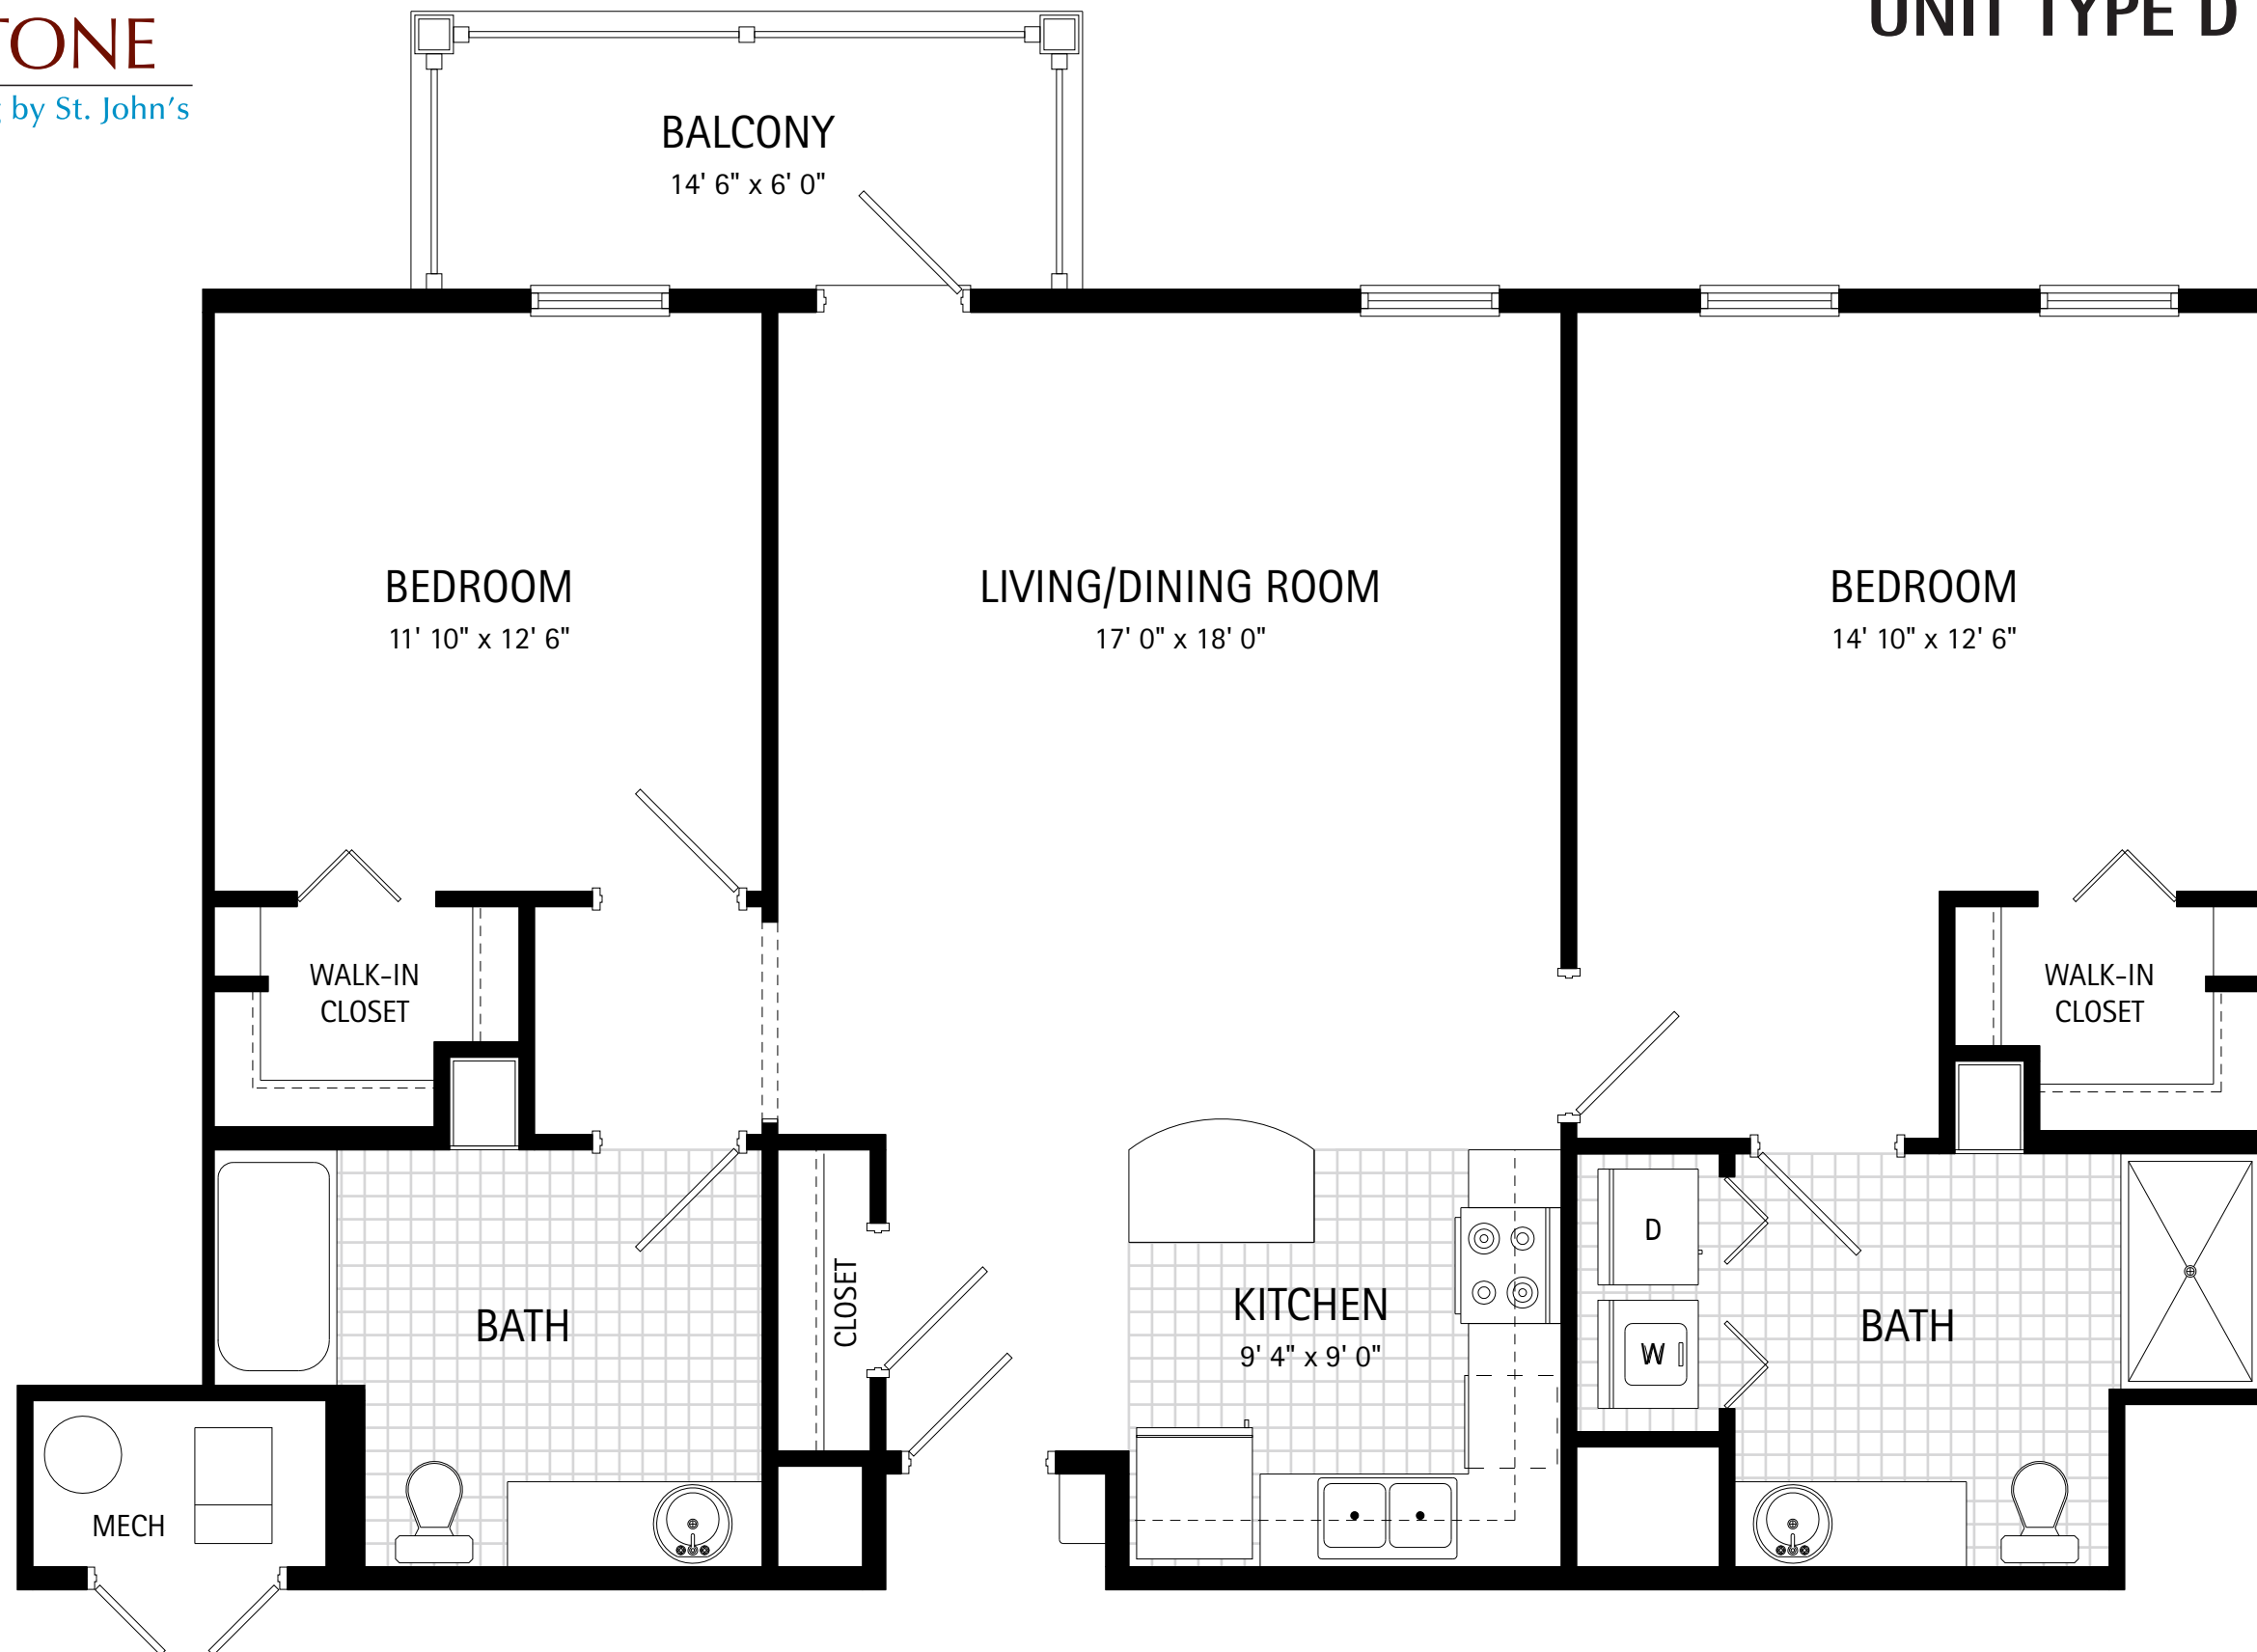 TONE
by St. John's
UNIT TYPE D
BALCONY
14' 6" x 6' 0"
BEDROOM
11' 10" x 12' 6"
LIVING/DINING ROOM
17' 0" x 18' 0"
BEDROOM
14' 10" x 12' 6"
WALK-IN
CLOSET
WALK-IN
CLOSET
BATH
CLOSET
KITCHEN
9' 4" x 9' 0"
D
W
BATH
MECH